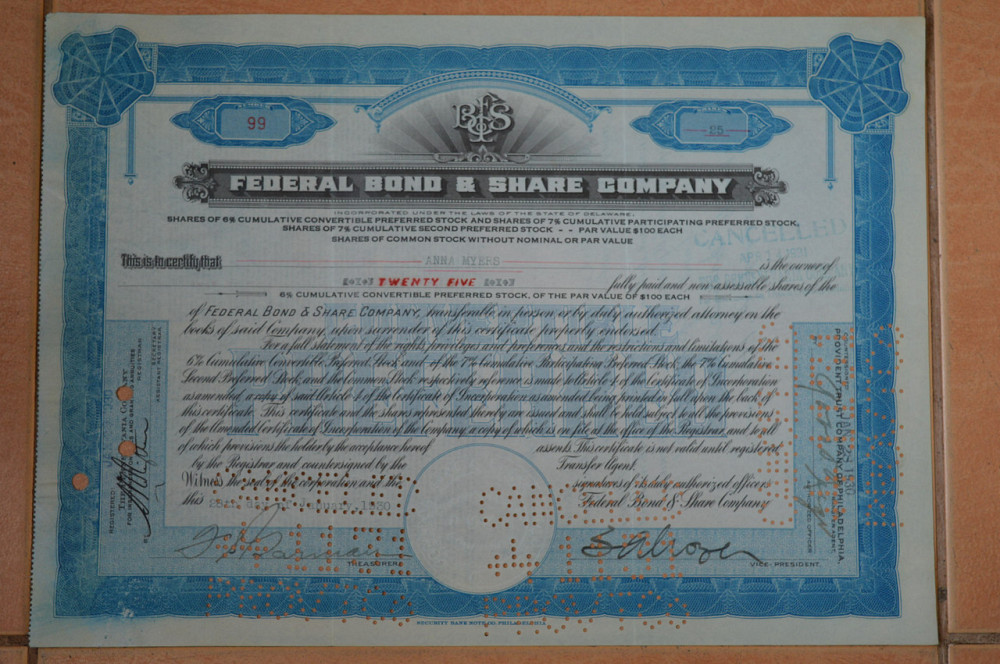 NUMBER
99
B&FS
SHARES
25
FEDERAL BOND & SHARE COMPANY
INCORPORATED UNDER THE LAWS OF THE STATE OF DELAWARE.
SHARES OF 6% CUMULATIVE CONVERTIBLE PREFERRED STOCK AND SHARES OF 7% CUMULATIVE PARTICIPATING PREFERRED STOCK,
SHARES OF 7% CUMULATIVE SECOND PREFERRED STOCK - - PAR VALUE $100 EACH
SHARES OF COMMON STOCK WITHOUT NOMINAL OR PAR VALUE
CANCELLED
This is to certify that ANNA MYERS is the owner of
TWENTY FIVE fully paid and non-assessable shares of the
6% CUMULATIVE CONVERTIBLE PREFERRED STOCK, OF THE PAR VALUE OF $100 EACH
of FEDERAL BOND & SHARE COMPANY, transferable in person or by duly authorized attorney on the
books of said Company, upon surrender of this certificate properly endorsed.
For a full statement of the rights, privileges and preferences and the restrictions and limitations of the
6% Cumulative Convertible Preferred Stock and of the 7% Cumulative Participating Preferred Stock, the 7% Cumulative
Second Preferred Stock, and the Common Stock respectively reference is made to Article 4 of the Certificate of Incorporation
as amended, a copy of said Article 4 of the Certificate of Incorporation as amended being printed in full upon the back of
this certificate. This certificate and the shares represented thereby are issued and shall be held subject to all the provisions
of the Amended Certificate of Incorporation of the Company, a copy of which is on file at the office of the Registrar, and to all
of which provisions the holder by the acceptance hereof assents. This certificate is not valid until registered
by the Registrar and countersigned by the Transfer Agent.
Witness the seal of the corporation and the signatures of its duly authorized officers
this 28th day of January, 1930 Federal Bond & Share Company
TREASURER
VICE-PRESIDENT.
REGISTERED
REGISTRAR
PROVIDENT TRUST COMPANY OF PHILADELPHIA,
SECURITY BANK NOTE CO. PHILADELPHIA